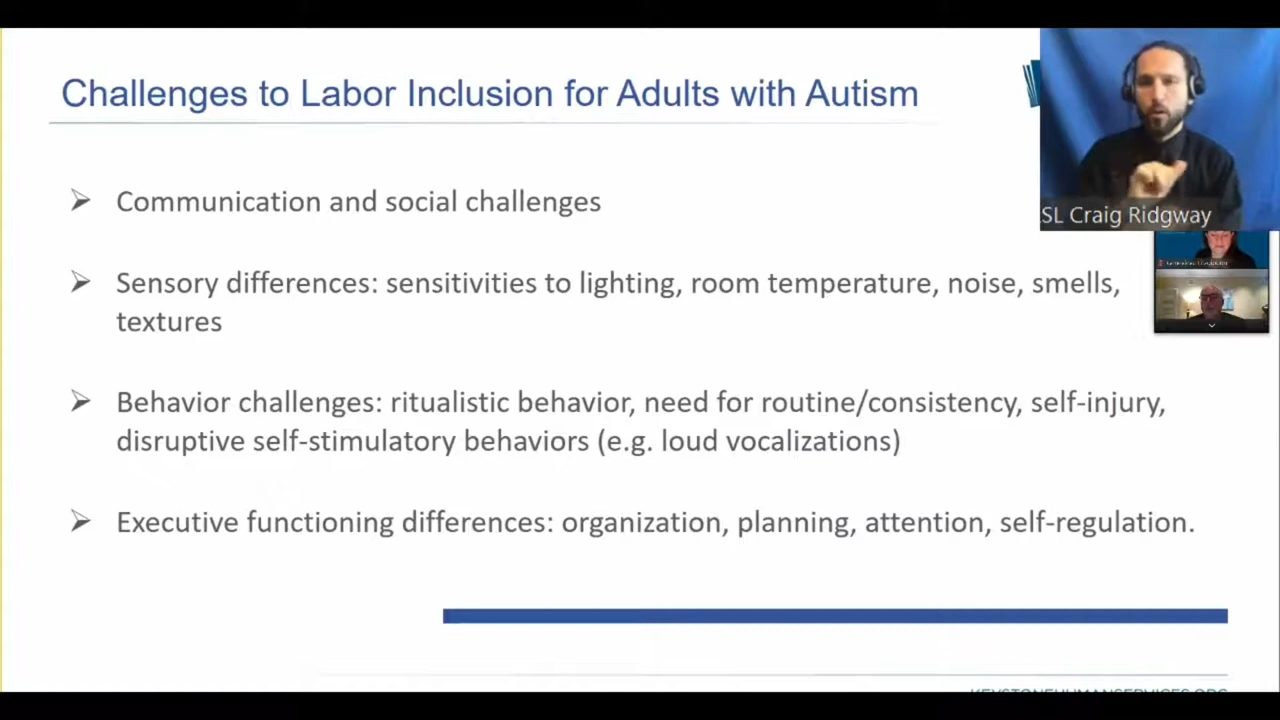 Challenges to Labor Inclusion for Adults with Autism
SL Craig Ridgway
➢ Communication and social challenges
➢ Sensory differences: sensitivities to lighting, room temperature, noise, smells,
textures
➢ Behavior challenges: ritualistic behavior, need for routine/consistency, self-injury,
disruptive self-stimulatory behaviors (e.g. loud vocalizations)
➢ Executive functioning differences: organization, planning, attention, self-regulation.
KEYSTONEHUMANSERVICES.ORG